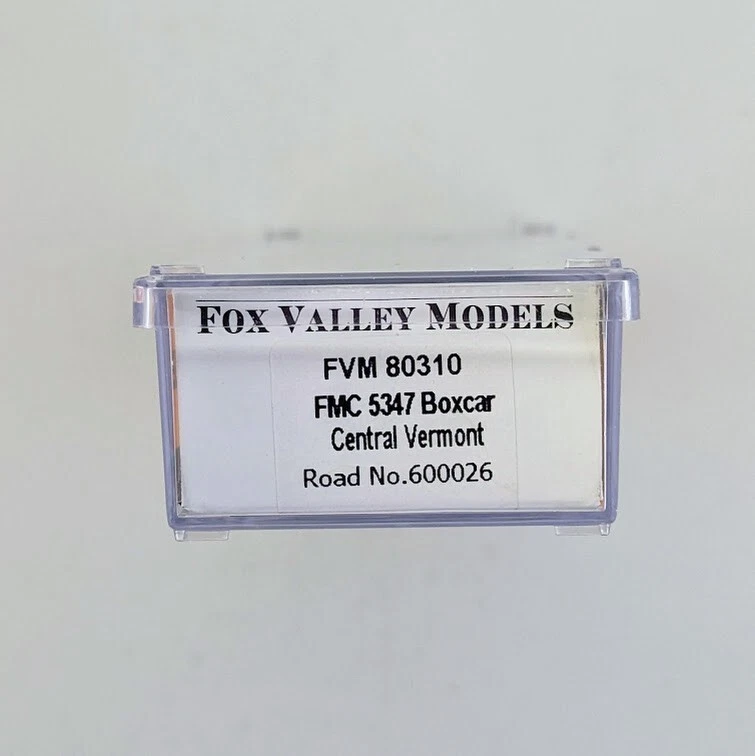 FOX VALLEY MODELS
FVM 80310
FMC 5347 Boxcar
Central Vermont
Road No.600026